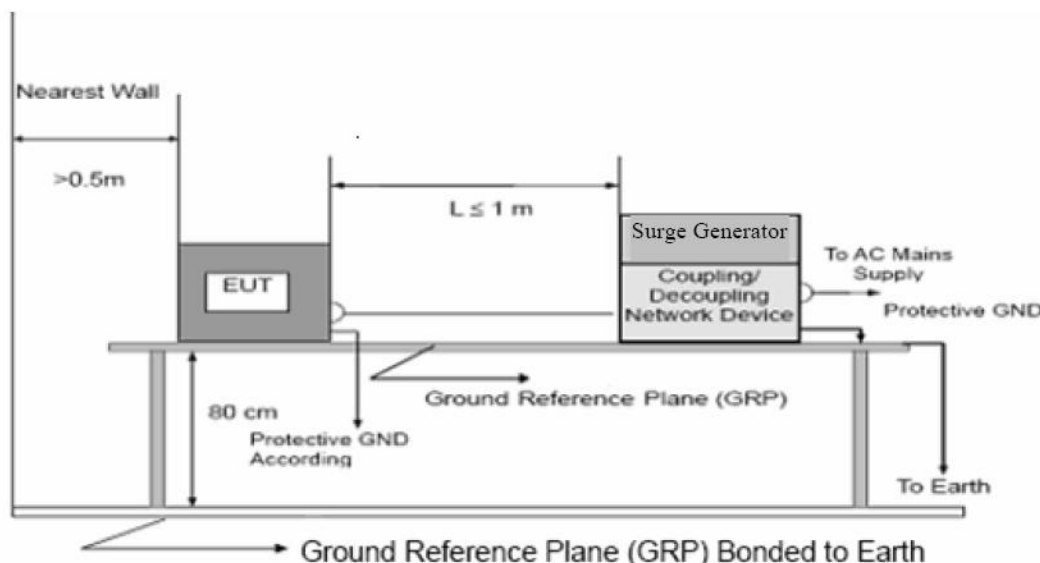 Nearest Wall
>0.5m
L ≤ 1 m
Surge Generator
EUT
Coupling/
Decoupling
Network Device
To AC Mains
Supply
Protective GND
Ground Reference Plane (GRP)
80 cm
Protective GND
According
To Earth
Ground Reference Plane (GRP) Bonded to Earth